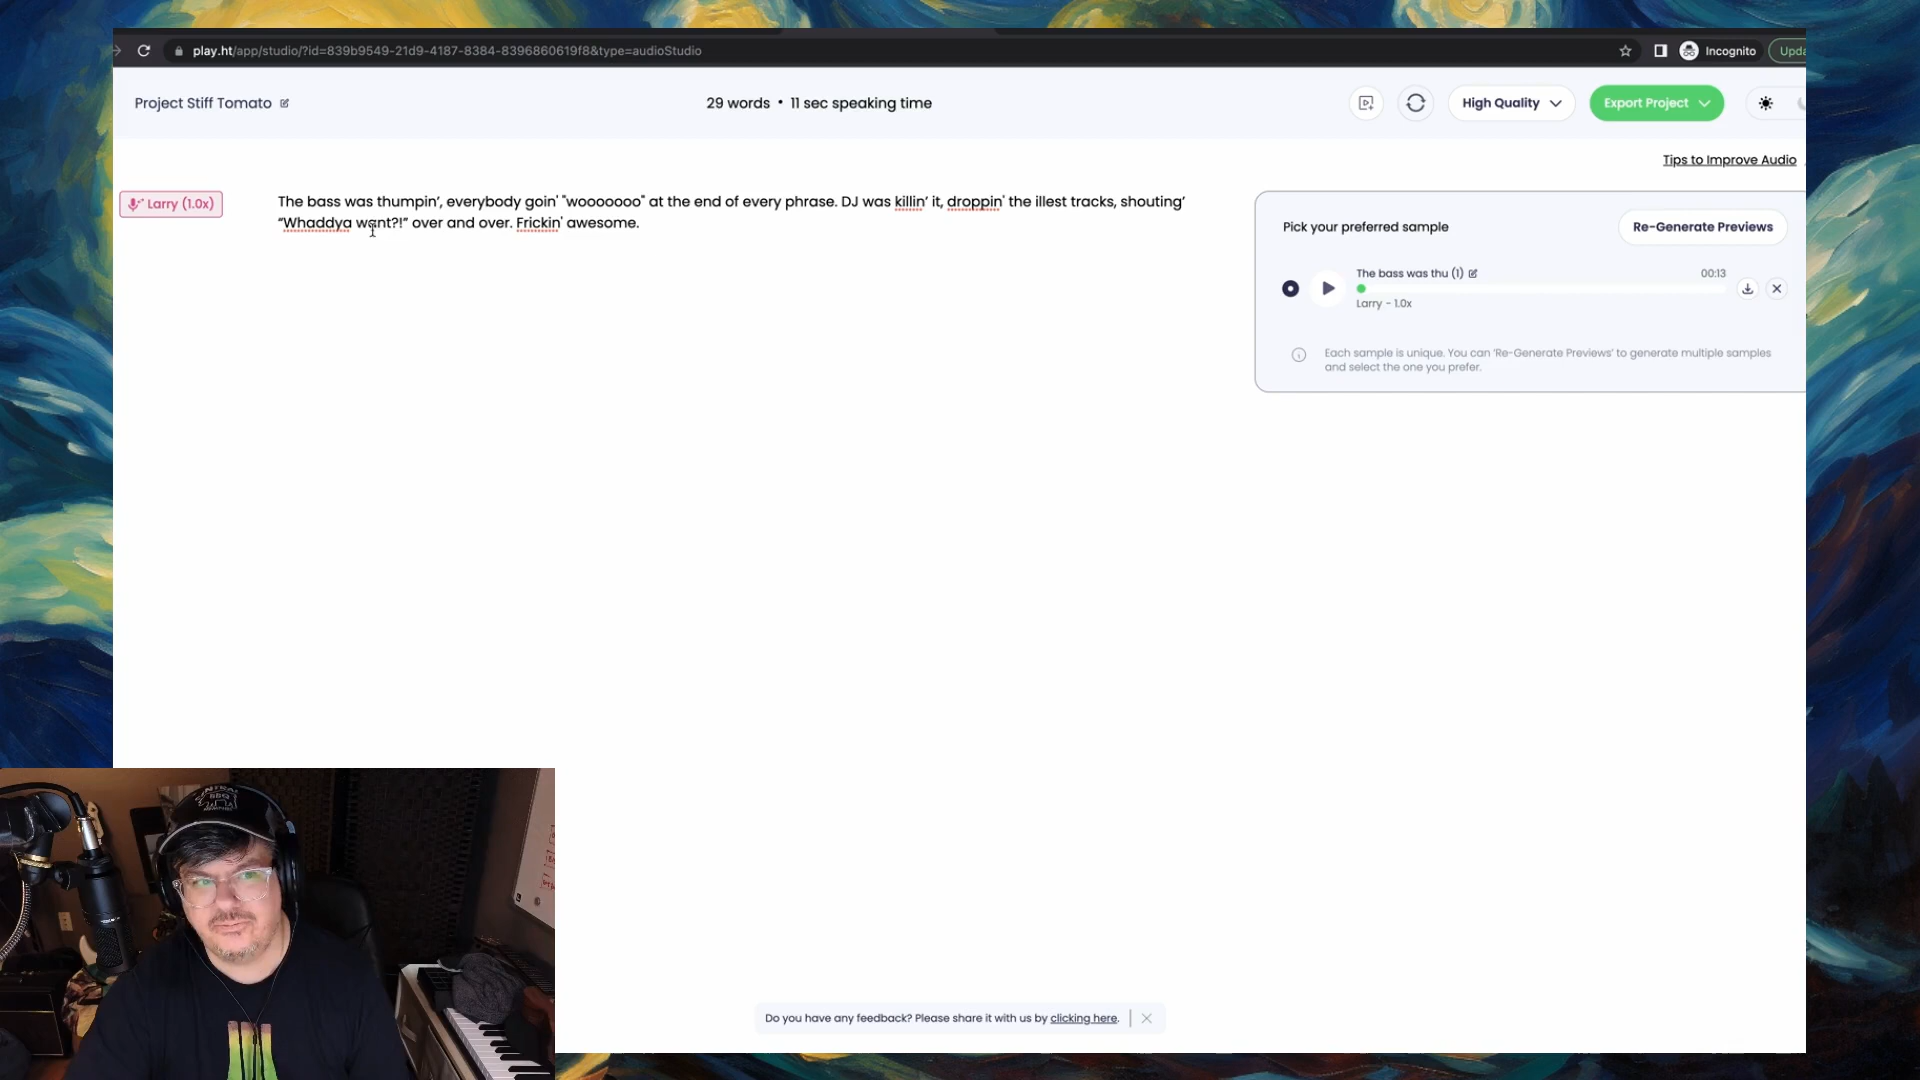 play.ht/app/studio/?id=839b9549-21d9-4187-8384-8396860619f8&type=audioStudio
Incognito
Upda
Project Stiff Tomato
29 words • 11 sec speaking time
High Quality
Export Project
Tips to Improve Audio
Larry (1.0x)
The bass was thumpin’, everybody goin' "wooooooo" at the end of every phrase. DJ was killin’ it, droppin' the illest tracks, shouting’
“Whaddya want?!” over and over. Frickin' awesome.
Pick your preferred sample
Re-Generate Previews
The bass was thu (1)
00:13
Larry - 1.0x
Each sample is unique. You can 'Re-Generate Previews' to generate multiple samples
and select the one you prefer.
CENTRAL
BBQ
Do you have any feedback? Please share it with us by clicking here.